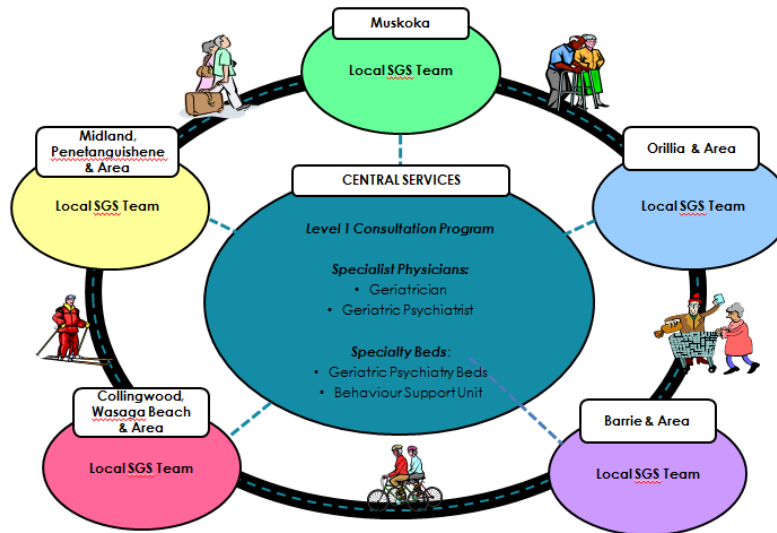 Muskoka
Local SGS Team
Midland,
Penetanguishene
& Area
Local SGS Team
Orillia & Area
Local SGS Team
CENTRAL SERVICES
Level 1 Consultation Program
Specialist Physicians:
• Geriatrician
• Geriatric Psychiatrist
Specialty Beds:
• Geriatric Psychiatry Beds
• Behaviour Support Unit
Collingwood,
Wasaga Beach
& Area
Local SGS Team
Barrie & Area
Local SGS Team